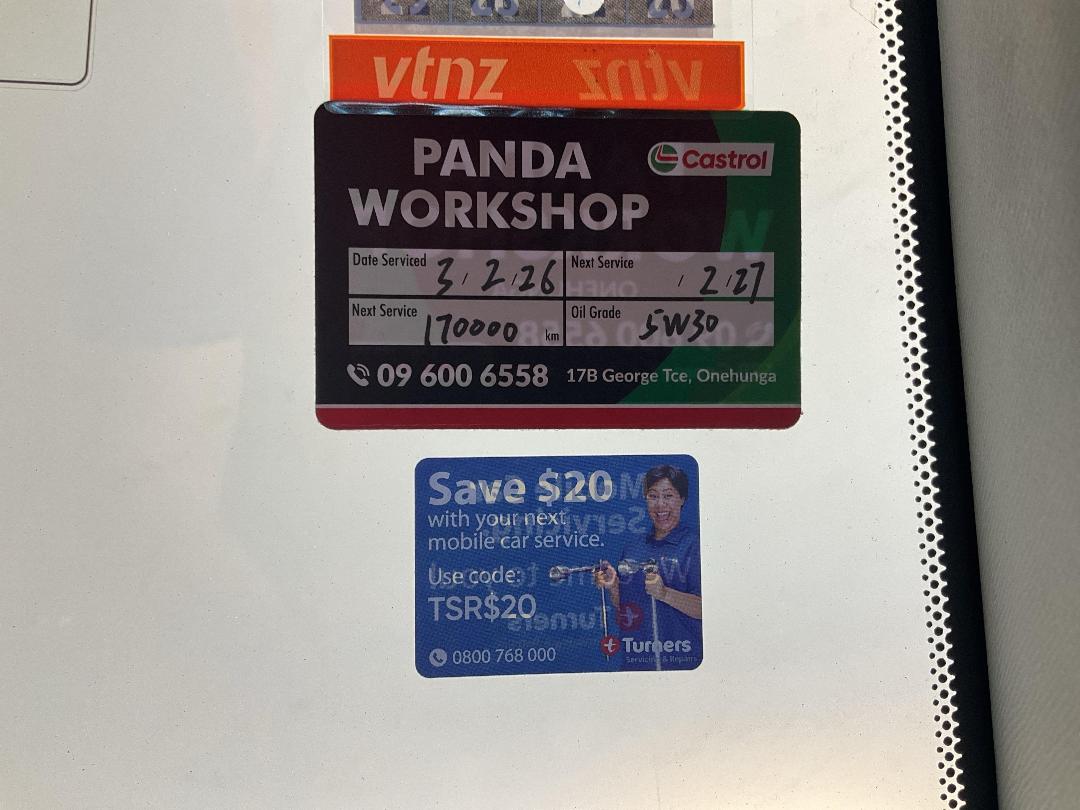 vtnz
PANDA
WORKSHOP
Castrol
Date Serviced 3/2/26
Next Service /2/27
Next Service 170000 km
Oil Grade 5W30
09 600 6558 17B George Tce, Onehunga
Save $20
with your next
mobile car service.
Use code:
TSR$20
0800 768 000
Turners
Servicing & Repairs